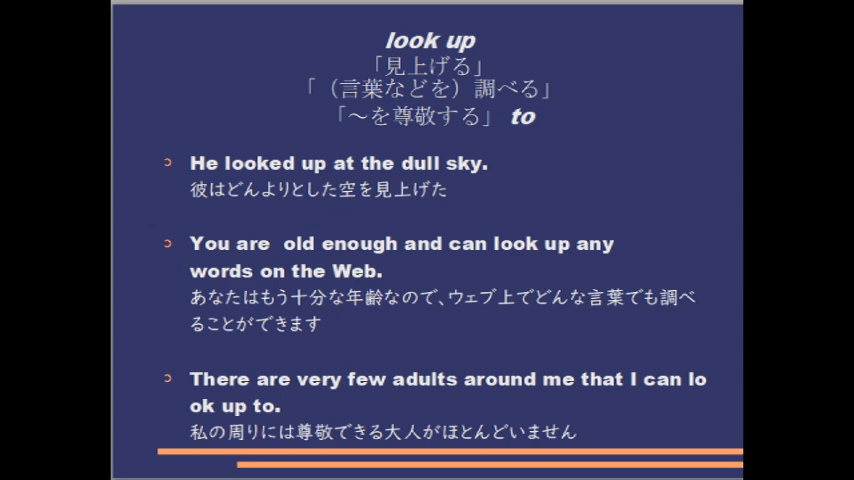 look up
「見上げる」
「（言葉などを）調べる」
「～を尊敬する」 to
He looked up at the dull sky.
彼はどんよりとした空を見上げた
You are old enough and can look up any
words on the Web.
あなたはもう十分な年齢なので、ウェブ上でどんな言葉でも調べ
ることができます
There are very few adults around me that I can lo
ok up to.
私の周りには尊敬できる大人がほとんどいません